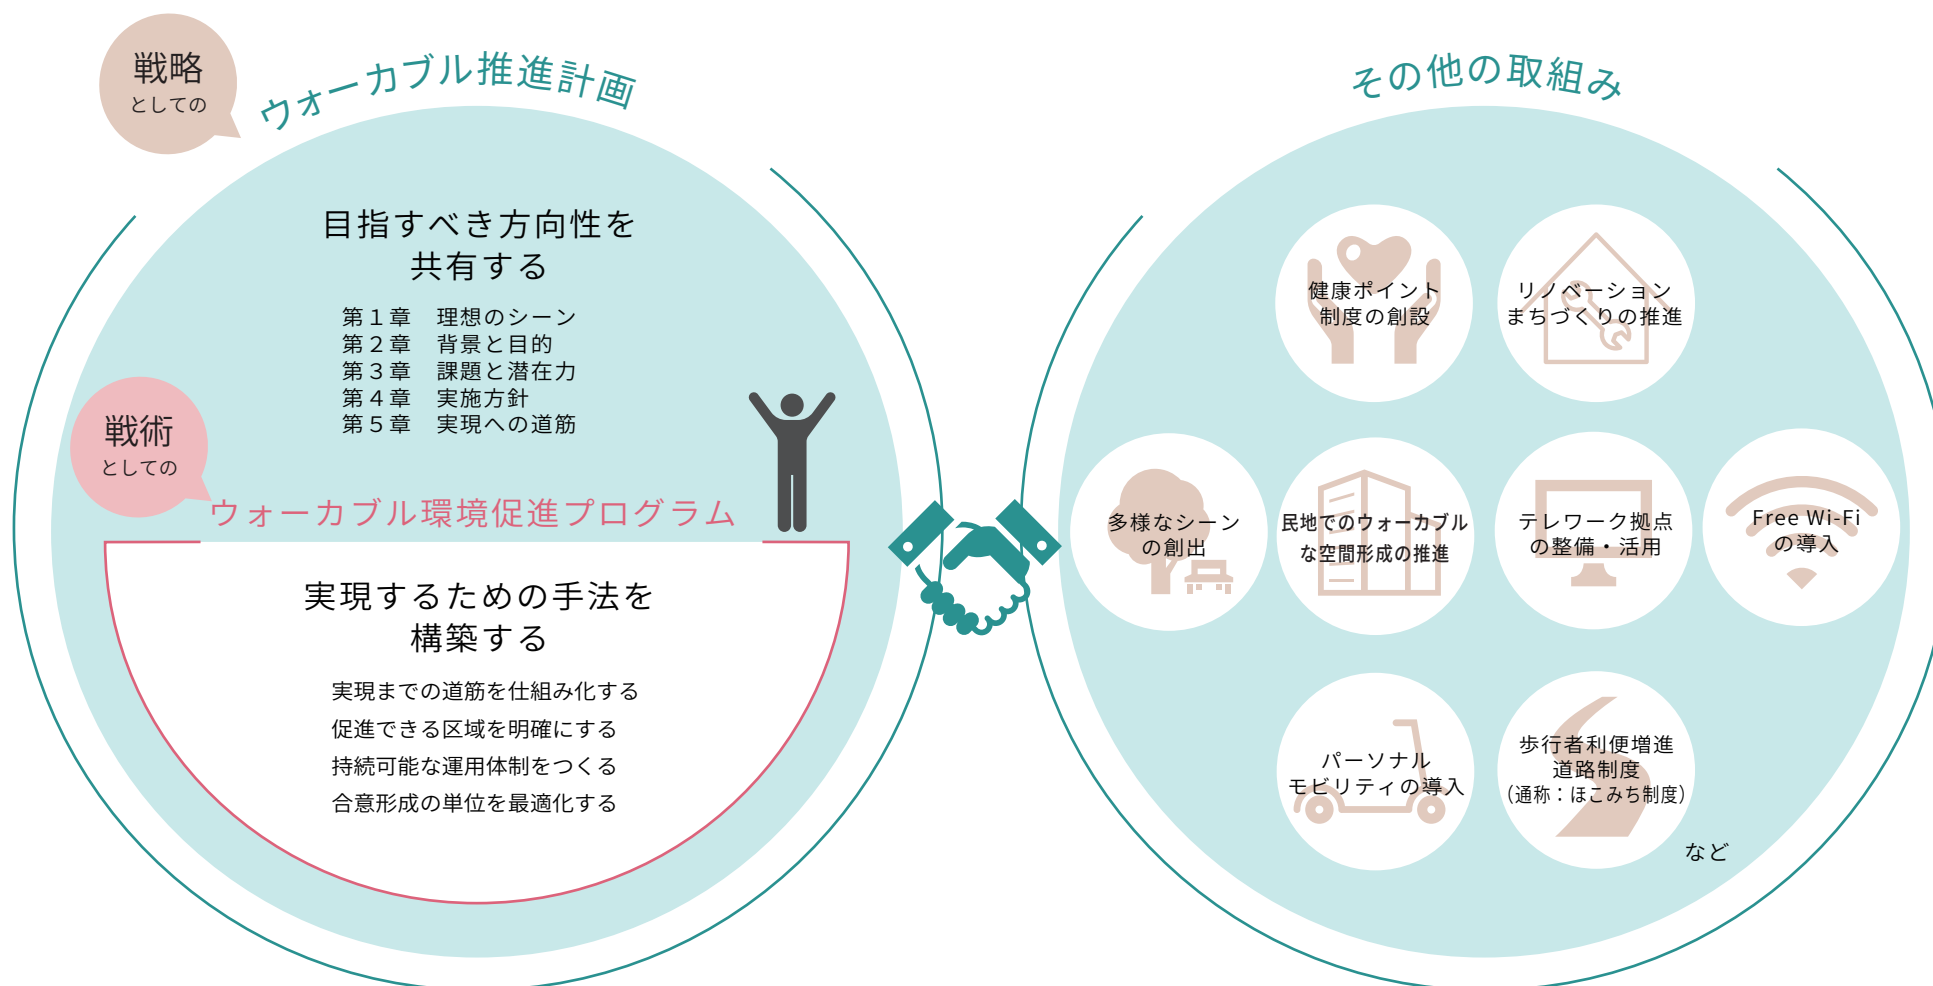 戦略
としての
ウォーカブル推進計画
目指すべき方向性を
共有する
第１章　理想のシーン
第２章　背景と目的
第３章　課題と潜在力
第４章　実施方針
第５章　実現への道筋
戦術
としての
ウォーカブル環境促進プログラム
実現するための手法を
構築する
実現までの道筋を仕組み化する
促進できる区域を明確にする
持続可能な運用体制をつくる
合意形成の単位を最適化する
その他の取組み
健康ポイント
制度の創設
リノベーション
まちづくりの推進
多様なシーン
の創出
民地でのウォーカブル
な空間形成の推進
テレワーク拠点
の整備・活用
Free Wi-Fi
の導入
パーソナル
モビリティの導入
歩行者利便増進
道路制度
（通称：ほこみち制度）
など